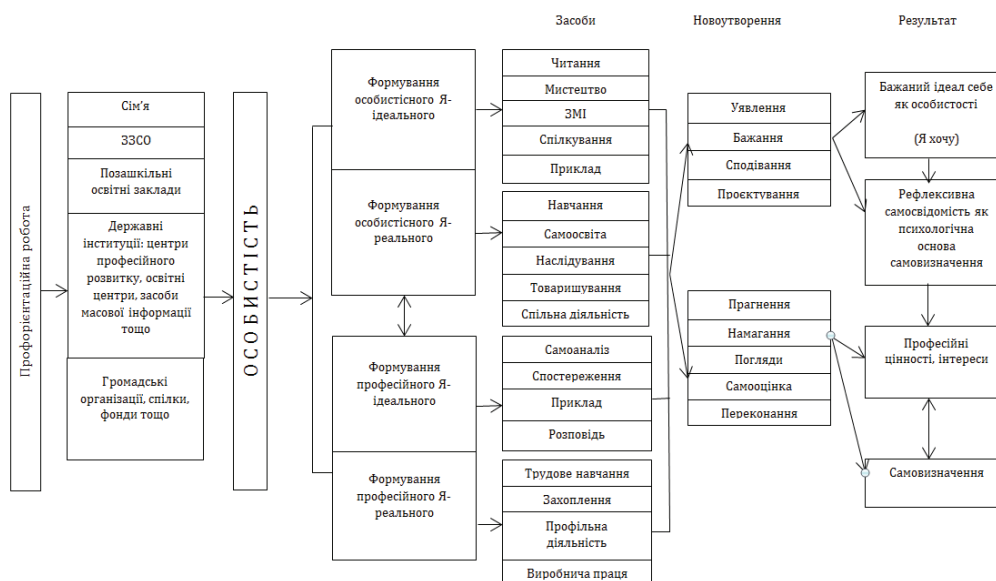 Засоби
Новоутворення
Результат
Профорієнтаційна робота
Сім’я
ЗЗСО
Позашкільні
освітні заклади
Державні
інституції: центри
професійного
розвитку, освітні
центри, засоби
масової інформації
тощо
Громадські
організації, спілки,
фонди тощо
ОСОБИСТІСТЬ
Формування
особистісного Я-
ідеального
Формування
особистісного Я-
реального
Формування
професійного Я-
ідеального
Формування
професійного Я-
реального
Читання
Мистецтво
ЗМІ
Спілкування
Приклад
Навчання
Самоосвіта
Наслідування
Товаришування
Спільна діяльність
Самоаналіз
Спостереження
Приклад
Розповідь
Трудове навчання
Захоплення
Профільна
діяльність
Виробнича праця
Уявлення
Бажання
Сподівання
Проєктування
Прагнення
Намагання
Погляди
Самооцінка
Переконання
Бажаний ідеал себе
як особистості
(Я хочу)
Рефлексивна
самосвідомість як
психологічна
основа
самовизначення
Професійні
цінності, інтереси
Самовизначення